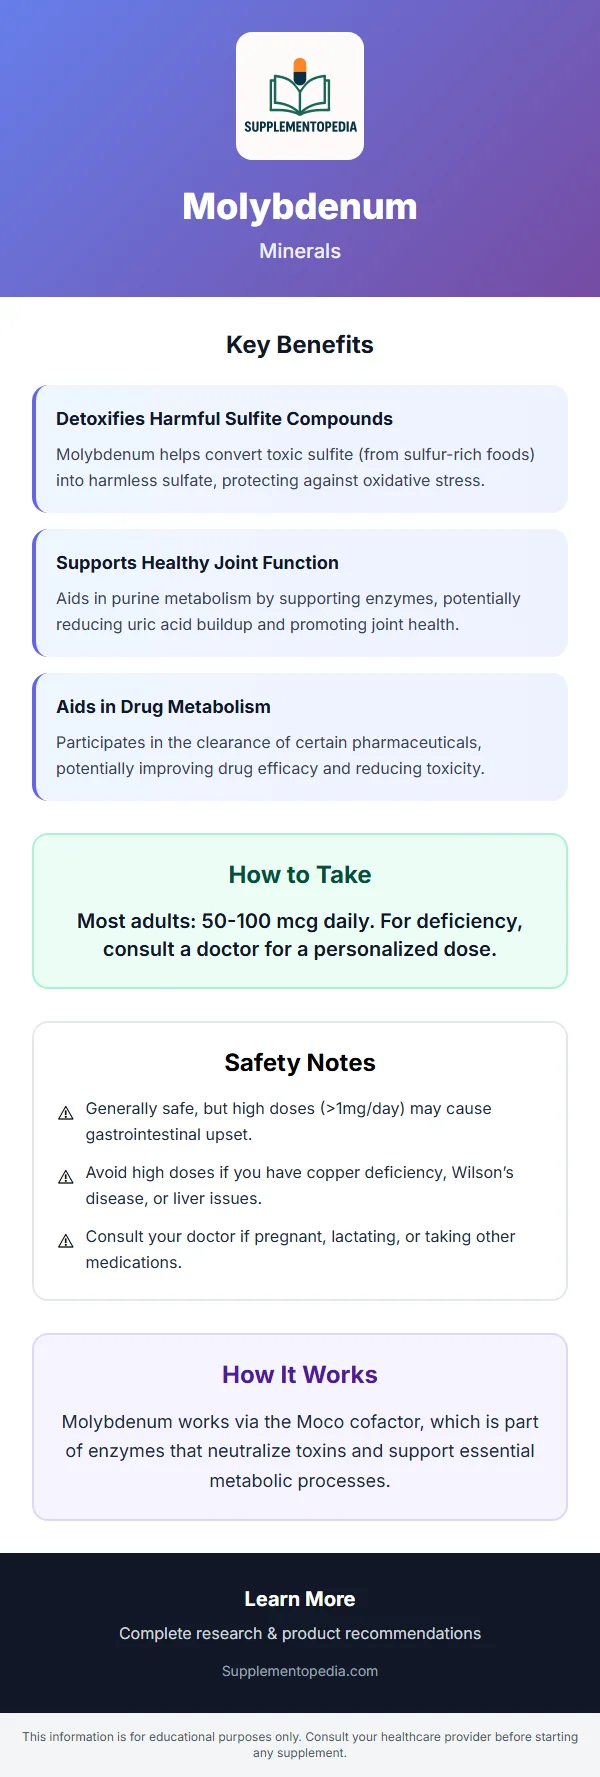 SUPPLEMENTOPEDIA
Molybdenum
Minerals
Key Benefits
Detoxifies Harmful Sulfite Compounds
Molybdenum helps convert toxic sulfite (from sulfur-rich foods)
into harmless sulfate, protecting against oxidative stress.
Supports Healthy Joint Function
Aids in purine metabolism by supporting enzymes, potentially
reducing uric acid buildup and promoting joint health.
Aids in Drug Metabolism
Participates in the clearance of certain pharmaceuticals,
potentially improving drug efficacy and reducing toxicity.
How to Take
Most adults: 50-100 mcg daily. For deficiency,
consult a doctor for a personalized dose.
Safety Notes
Generally safe, but high doses (>1mg/day) may cause
gastrointestinal upset.
Avoid high doses if you have copper deficiency, Wilson's
disease, or liver issues.
Consult your doctor if pregnant, lactating, or taking other
medications.
How It Works
Molybdenum works via the Moco cofactor, which is part
of enzymes that neutralize toxins and support essential
metabolic processes.
Learn More
Complete research & product recommendations
Supplementopedia.com
This information is for educational purposes only. Consult your healthcare provider before starting
any supplement.